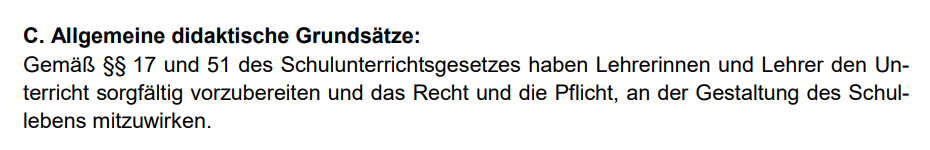 C. Allgemeine didaktische Grundsätze:
Gemäß §§ 17 und 51 des Schulunterrichtsgesetzes haben Lehrerinnen und Lehrer den Un-
terricht sorgfältig vorzubereiten und das Recht und die Pflicht, an der Gestaltung des Schul-
lebens mitzuwirken.